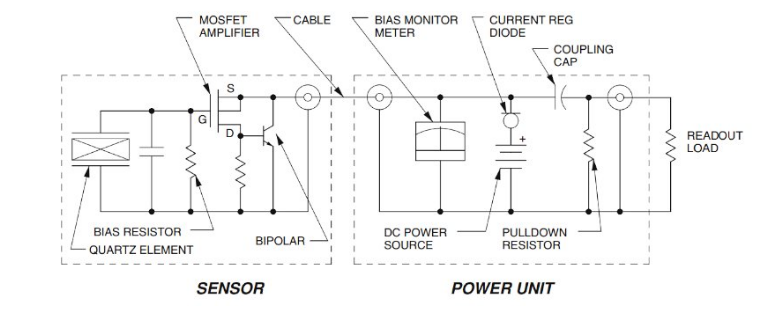 MOSFET
AMPLIFIER
CABLE
BIAS MONITOR
METER
CURRENT REG
DIODE
COUPLING
CAP
S
G
D
+
READOUT
LOAD
BIAS RESISTOR
QUARTZ ELEMENT
BIPOLAR
DC POWER
SOURCE
PULLDOWN
RESISTOR
SENSOR
POWER UNIT